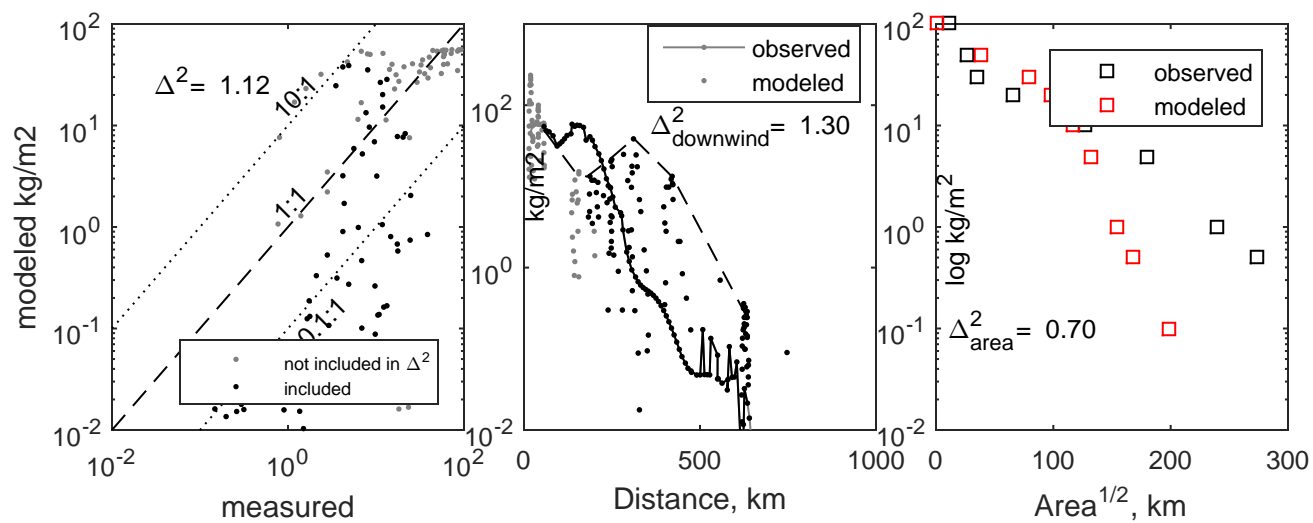 10^2
10^1
10^0
10^-1
10^-2
modeled kg/m2
Δ^2= 1.12
10:1
1:1
0.1:1
not included in Δ^2
included
10^-2
10^0
10^2
measured
10^2
10^0
10^-2
kg/m2
observed
modeled
Δ^2_downwind= 1.30
0
500
1000
Distance, km
10^2
10^1
10^0
10^-1
10^-2
log kg/m^2
observed
modeled
Δ^2_area= 0.70
0
100
200
300
Area^1/2, km